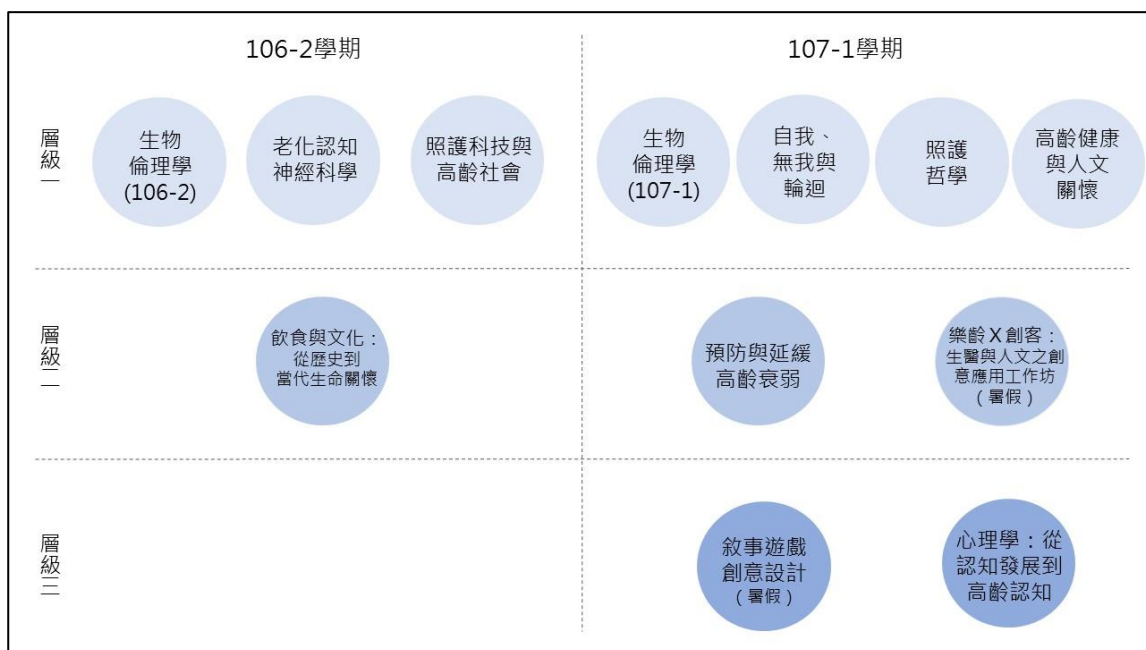 106-2學期
107-1學期
層級一
生物
倫理學
(106-2)
老化認知
神經科學
照護科技與
高齡社會
生物
倫理學
(107-1)
自我、
無我與
輪迴
照護
哲學
高齡健康
與人文
關懷
層級二
飲食與文化：
從歷史到
當代生命關懷
預防與延緩
高齡衰弱
樂齡X創客：
生醫與人文之創
意應用工作坊
（暑假）
層級三
敘事遊戲
創意設計
（暑假）
心理學：從
認知發展到
高齡認知